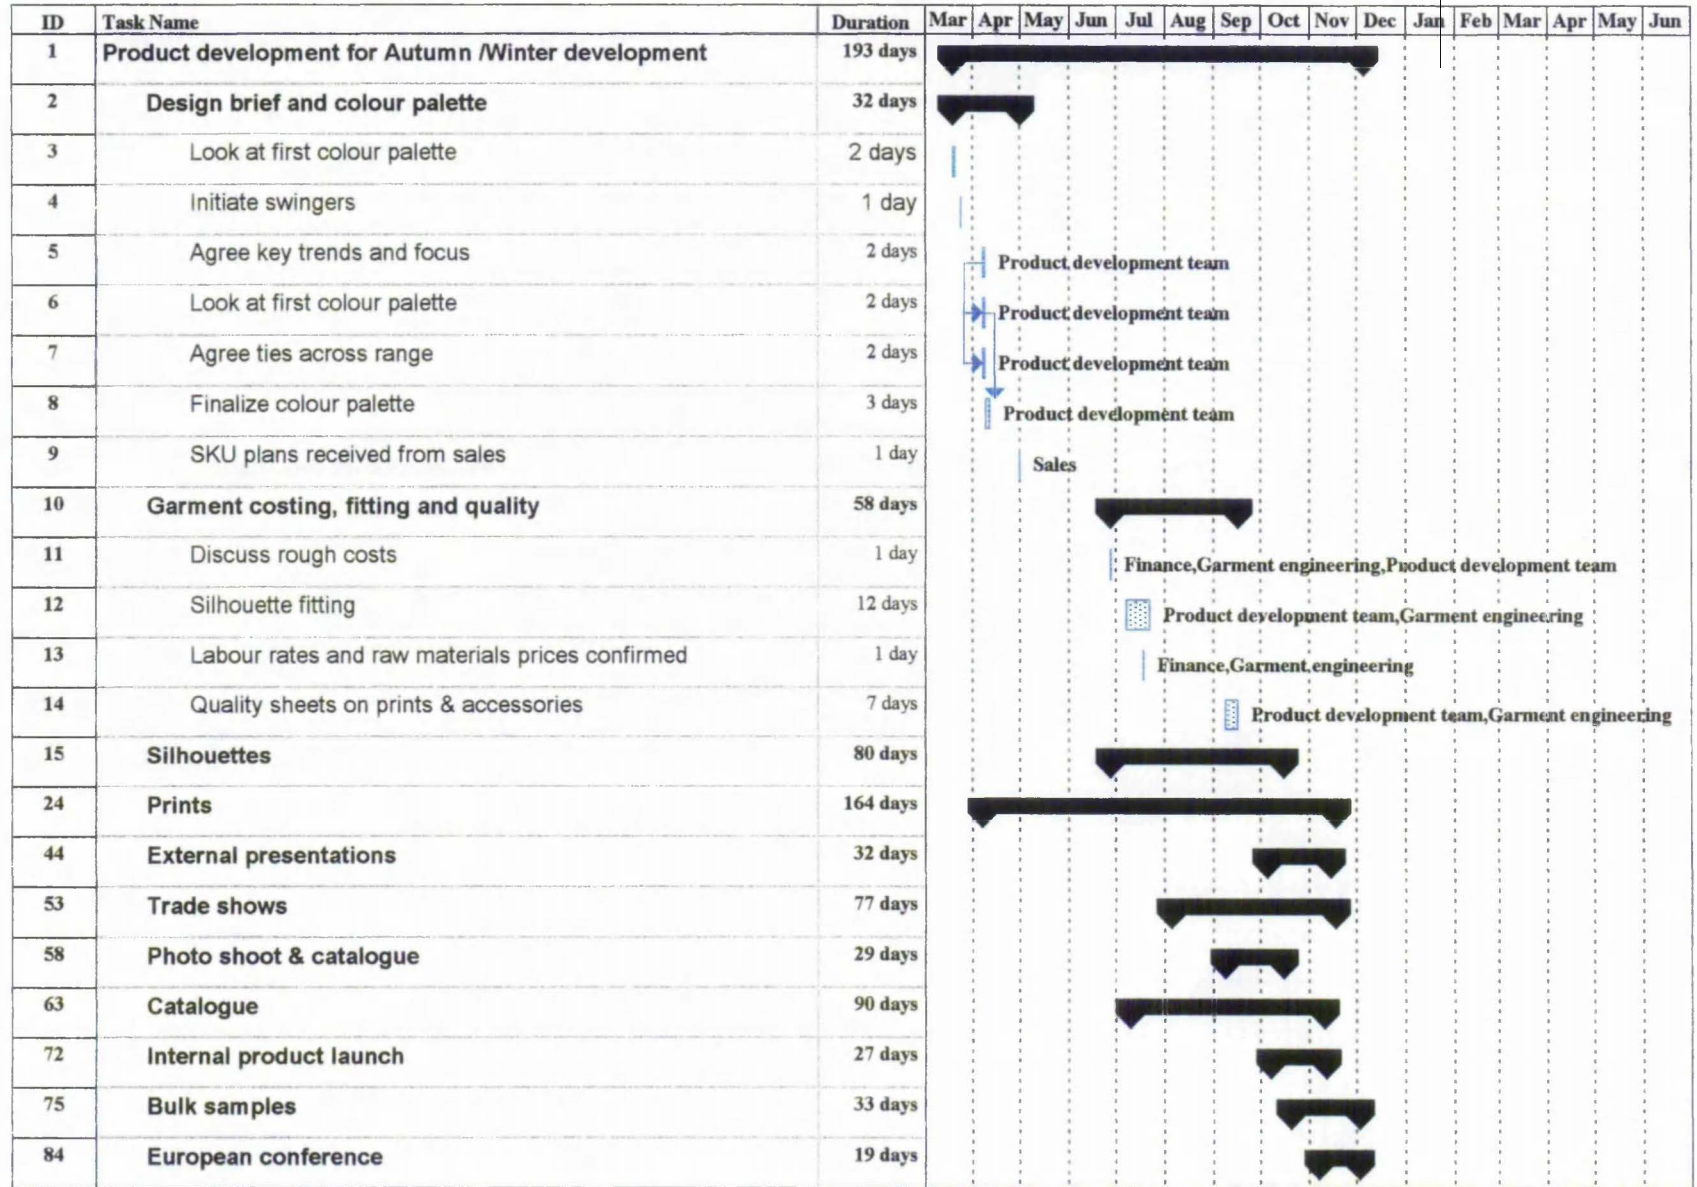 ID Task Name Duration Mar Apr May Jun Jul Aug Sep Oct Nov Dec Jan Feb Mar Apr May Jun
1 Product development for Autumn /Winter development 193 days
2 Design brief and colour palette 32 days
3 Look at first colour palette 2 days
4 Initiate swingers 1 day
5 Agree key trends and focus 2 days Product development team
6 Look at first colour palette 2 days Product development team
7 Agree ties across range 2 days Product development team
8 Finalize colour palette 3 days Product development team
9 SKU plans received from sales 1 day Sales
10 Garment costing, fitting and quality 58 days
11 Discuss rough costs 1 day Finance,Garment engineering,Product development team
12 Silhouette fitting 12 days Product development team,Garment engineering
13 Labour rates and raw materials prices confirmed 1 day Finance,Garment engineering
14 Quality sheets on prints & accessories 7 days Product development team,Garment engineering
15 Silhouettes 80 days
24 Prints 164 days
44 External presentations 32 days
53 Trade shows 77 days
58 Photo shoot & catalogue 29 days
63 Catalogue 90 days
72 Internal product launch 27 days
75 Bulk samples 33 days
84 European conference 19 days